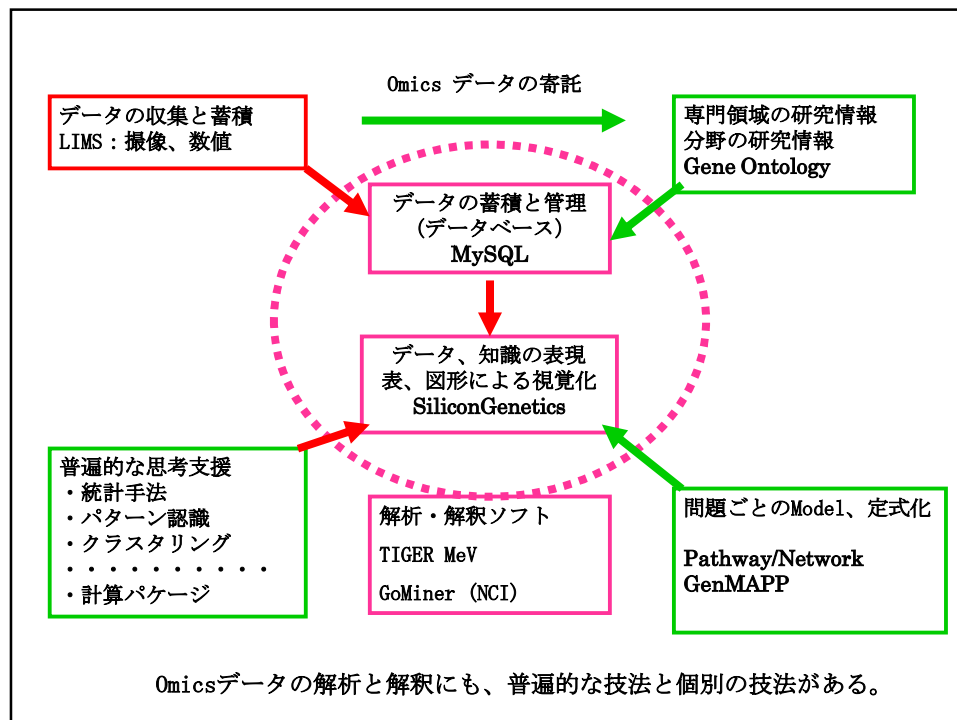 Omics データの寄託
データの収集と蓄積
LIMS：撮像、数値
専門領域の研究情報
分野の研究情報
Gene Ontology
データの蓄積と管理
(データベース)
MySQL
データ、知識の表現
表、図形による視覚化
SiliconGenetics
普遍的な思考支援
・統計手法
・パターン認識
・クラスタリング
・・・・・・・・・・
・計算パケージ
解析・解釈ソフト
TIGER MeV
GoMiner (NCI)
問題ごとのModel、定式化
Pathway/Network
GenMAPP
Omicsデータの解析と解釈にも、普遍的な技法と個別の技法がある。